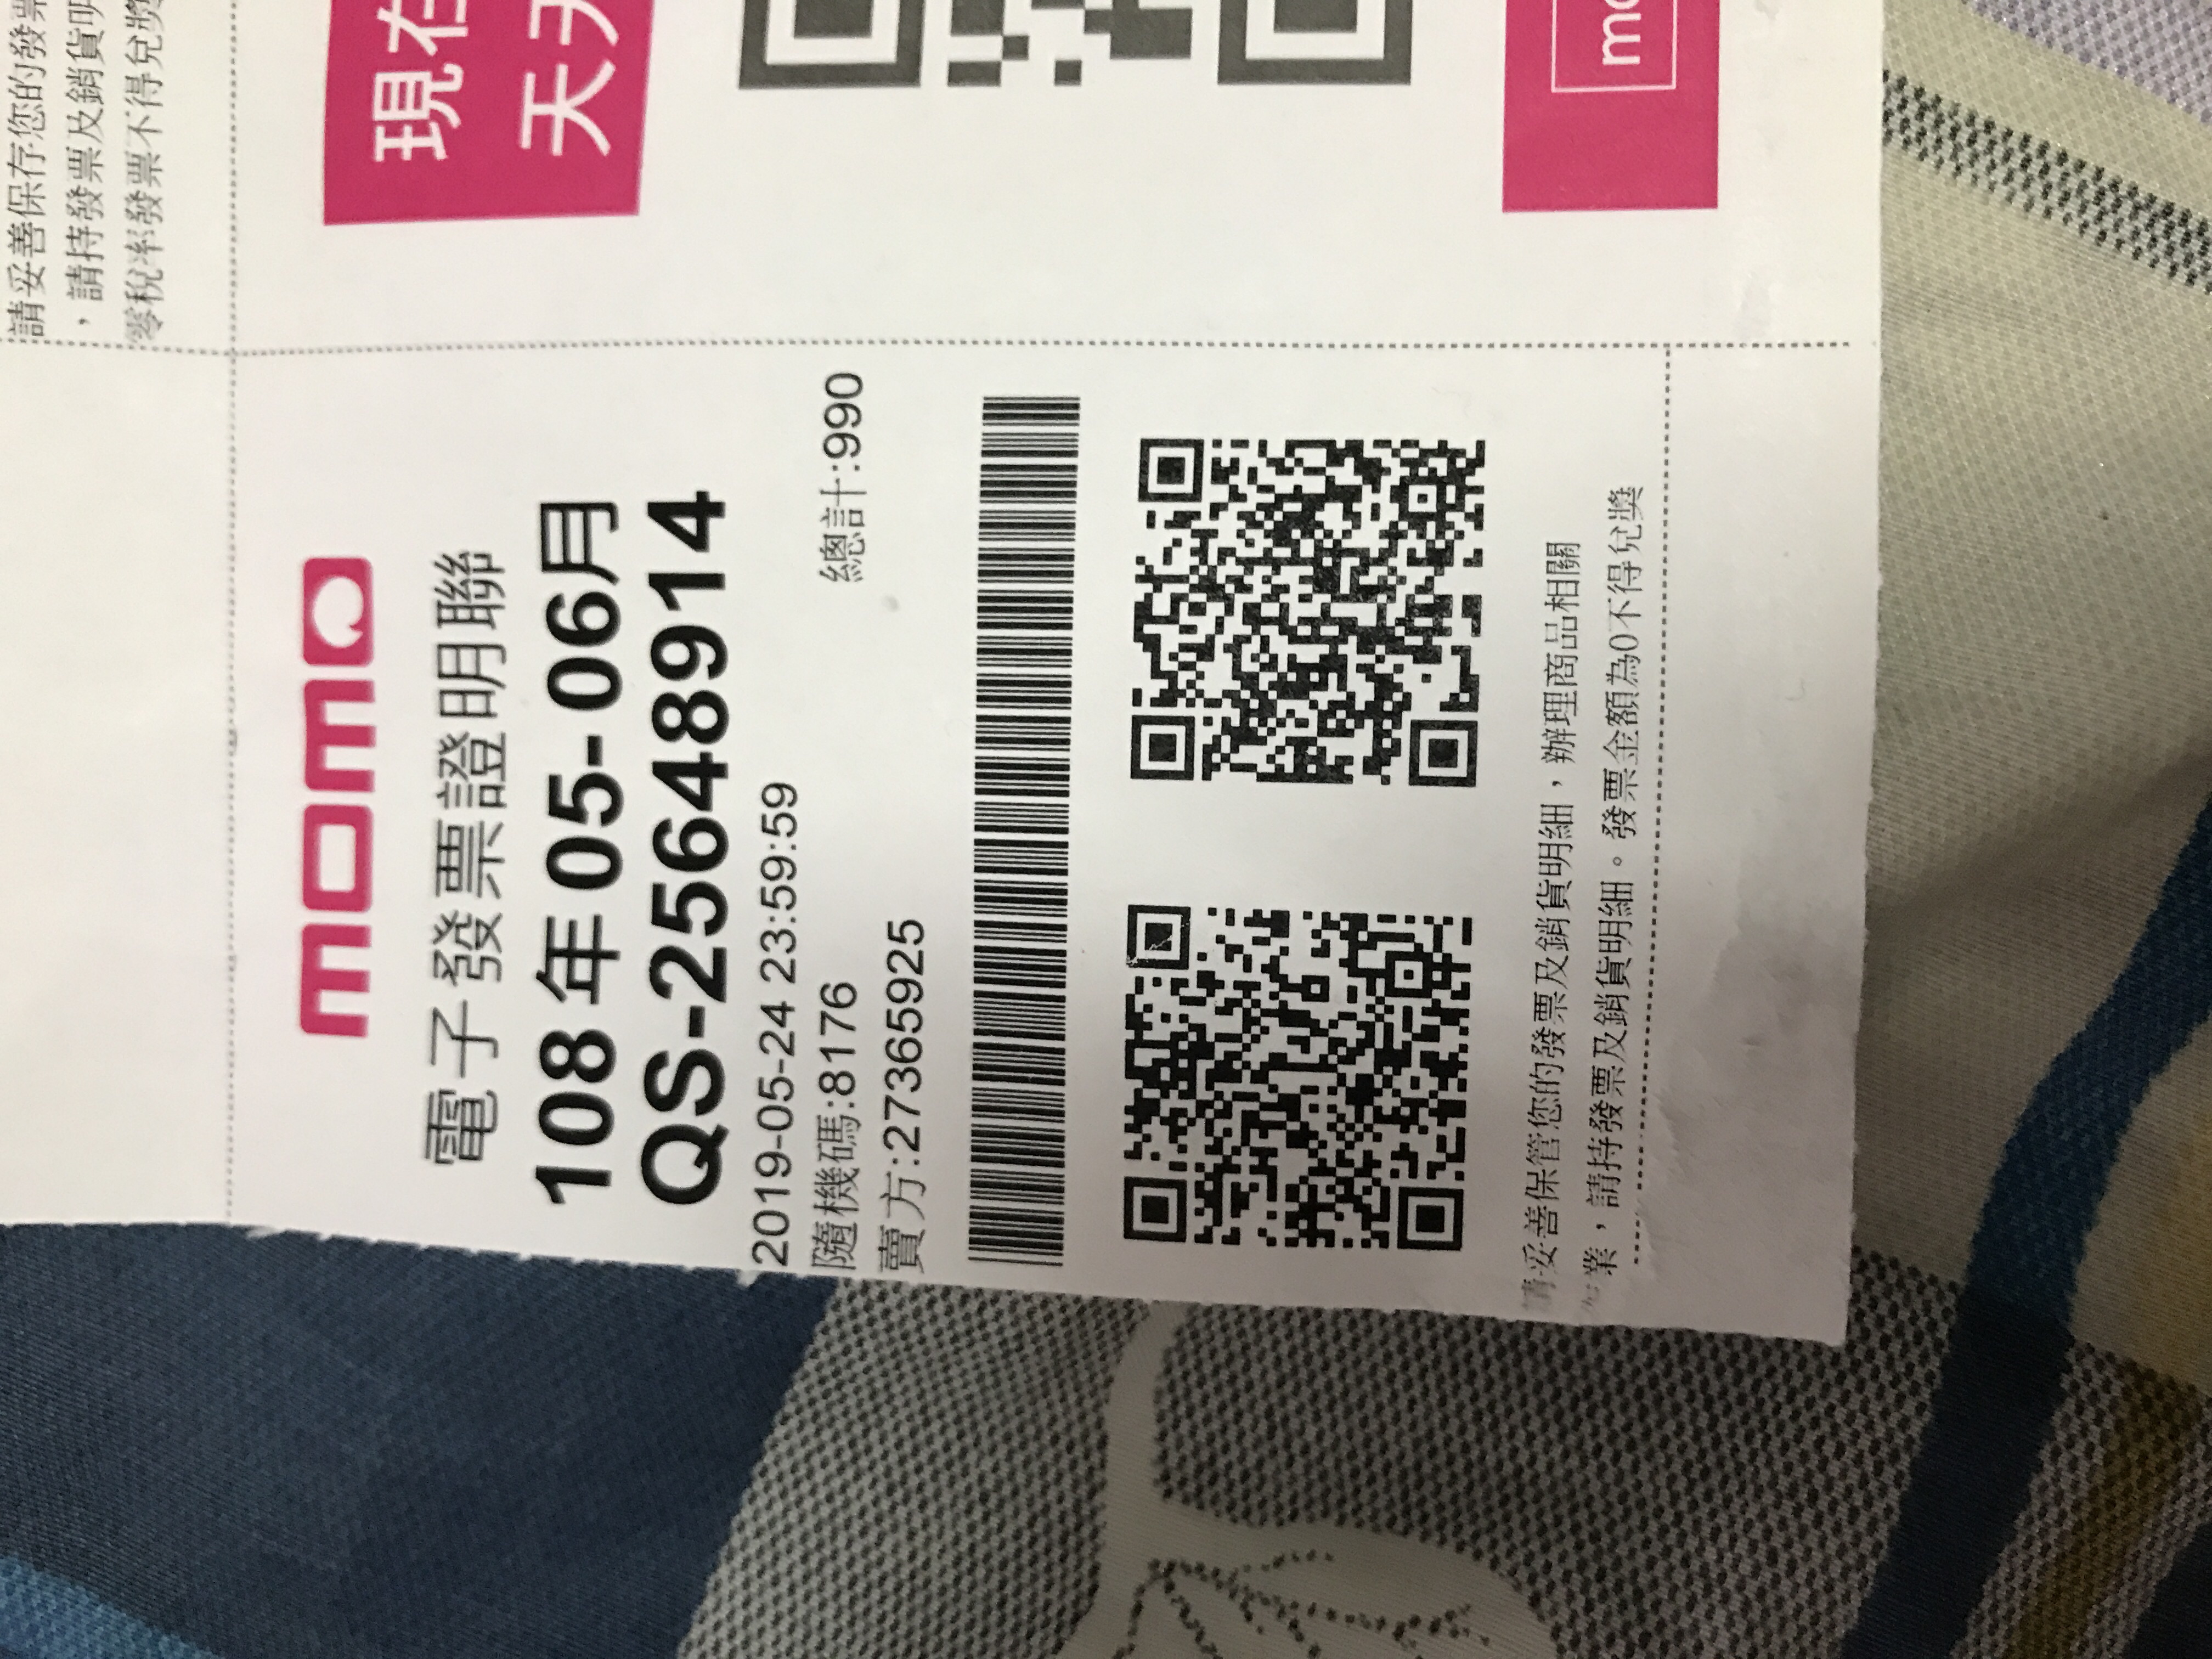 請妥善保存您的發票
，請持發票及銷貨明
零稅率發票不得兌獎
momo
電子發票證明聯
108年05-06月
QS-25648914
2019-05-24 23:59:59
隨機碼:8176 總計:990
賣方:27365925
請妥善保管您的發票及銷貨明細，辦理商品相關
業，請持發票及銷貨明細。發票金額為0不得兌獎
現在
天天
mo